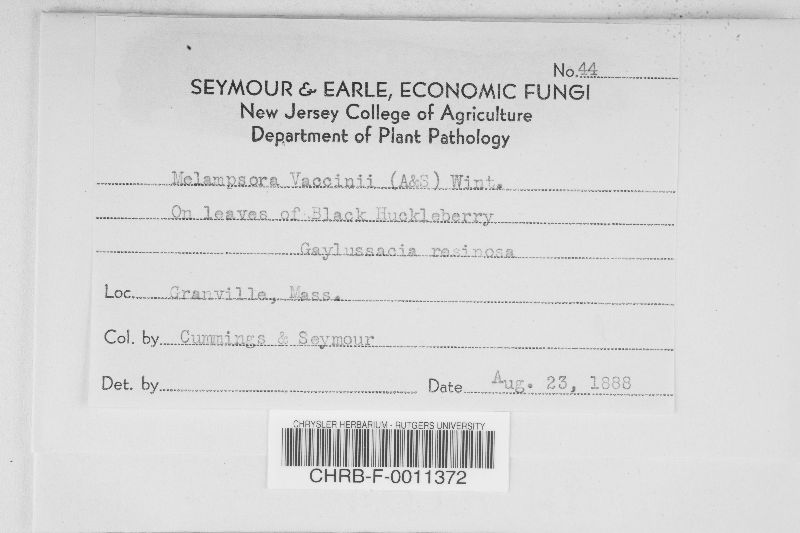 No. 44
SEYMOUR & EARLE, ECONOMIC FUNGI
New Jersey College of Agriculture
Department of Plant Pathology
Melampsora Vaccinii (A&S) Wint.
On leaves of Black Huckleberry
Gaylussacia resinosa
Loc. Granville, Mass.
Col. by Cummings & Seymour
Det. by Date Aug. 23, 1888
CHRYSLER HERBARIUM - RUTGERS UNIVERSITY
CHRB-F-0011372